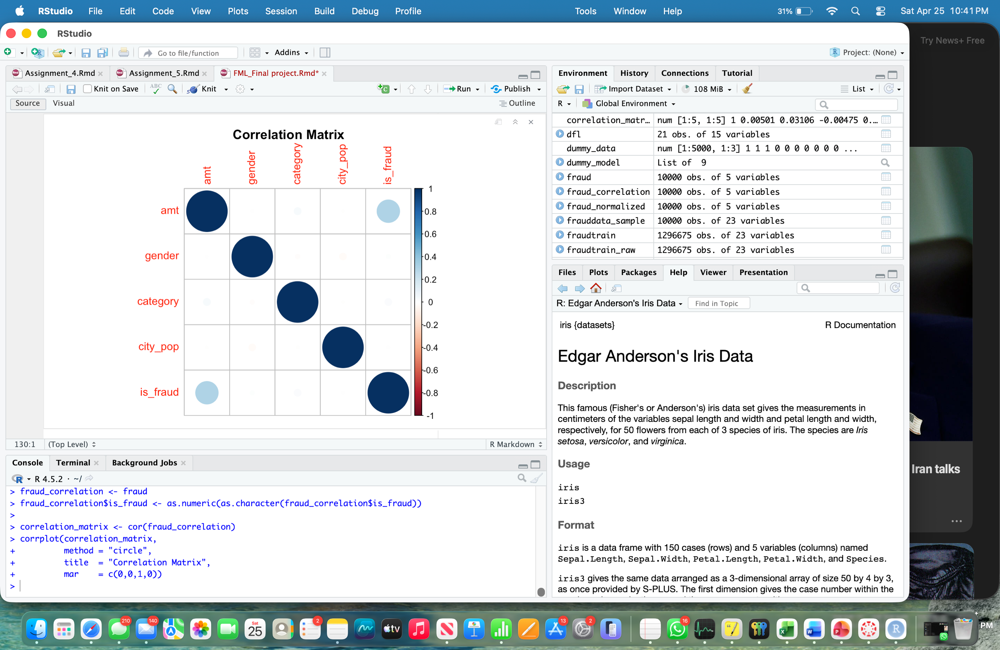 RStudio File Edit Code View Plots Session Build Debug Profile Tools Window Help 31% Sat Apr 25 10:41 PM
RStudio
Try News+ Free
Go to file/function Addins Project: (None)
Assignment_4.Rmd Assignment_5.Rmd FML_Final project.Rmd*
Knit on Save ABC Knit Run Publish
Source Visual Outline
Correlation Matrix
amt gender category city_pop is_fraud
amt
gender
category
city_pop
is_fraud
1
0.8
0.6
0.4
0.2
0
-0.2
-0.4
-0.6
-0.8
-1
130:1 (Top Level) R Markdown
Console Terminal Background Jobs
R 4.5.2 · ~/
> fraud_correlation <- fraud
> fraud_correlation$is_fraud <- as.numeric(as.character(fraud_correlation$is_fraud))
>
> correlation_matrix <- cor(fraud_correlation)
> corrplot(correlation_matrix,
+ method = "circle",
+ title = "Correlation Matrix",
+ mar = c(0,0,1,0))
>
Environment History Connections Tutorial
Import Dataset 108 MiB List
R Global Environment
correlation_matr… num [1:5, 1:5] 1 0.00501 0.03106 -0.00475 0.…
dfl 21 obs. of 15 variables
dummy_data num [1:5000, 1:3] 1 1 1 0 0 0 0 0 0 0 ...
dummy_model List of 9
fraud 10000 obs. of 5 variables
fraud_correlation 10000 obs. of 5 variables
fraud_normalized 10000 obs. of 5 variables
frauddata_sample 10000 obs. of 23 variables
fraudtrain 1296675 obs. of 23 variables
fraudtrain_raw 1296675 obs. of 23 variables
Files Plots Packages Help Viewer Presentation
R: Edgar Anderson's Iris Data Find in Topic
iris {datasets} R Documentation
Edgar Anderson's Iris Data
Description
This famous (Fisher's or Anderson's) iris data set gives the measurements in
centimeters of the variables sepal length and width and petal length and width,
respectively, for 50 flowers from each of 3 species of iris. The species are Iris
setosa, versicolor, and virginica.
Usage
iris
iris3
Format
iris is a data frame with 150 cases (rows) and 5 variables (columns) named
Sepal.Length, Sepal.Width, Petal.Length, Petal.Width, and Species.
iris3 gives the same data arranged as a 3-dimensional array of size 50 by 4 by 3,
as once provided by S-PLUS. The first dimension gives the case number within the
Iran talks
210 140 Sat 25 2 tv 13 2 16 X W P R PM